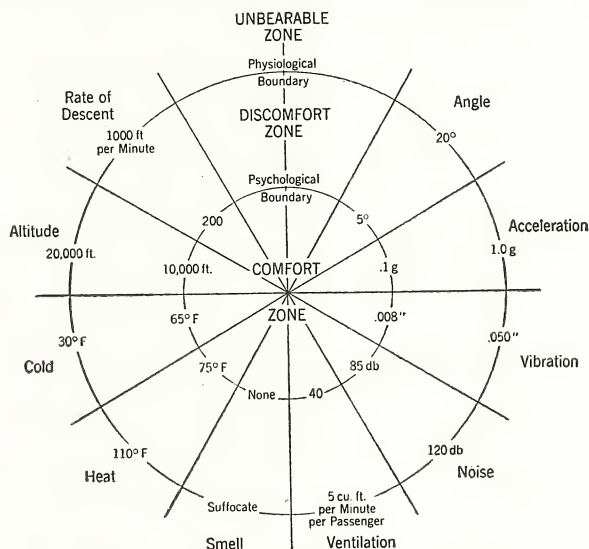 UNBEARABLE
ZONE
Physiological
Boundary
Rate of
Descent
DISCOMFORT
ZONE
Angle
1000 ft
per Minute
20°
Psychological
Boundary
200
5°
Altitude
Acceleration
20,000 ft.
10,000 ft.
COMFORT
.1 g
1.0 g
ZONE
30° F
65° F
.008"
.050"
Cold
75° F
85 db
Vibration
None
40
110° F
120 db
Heat
Noise
Suffocate
5 cu. ft.
per Minute
per Passenger
Smell
Ventilation